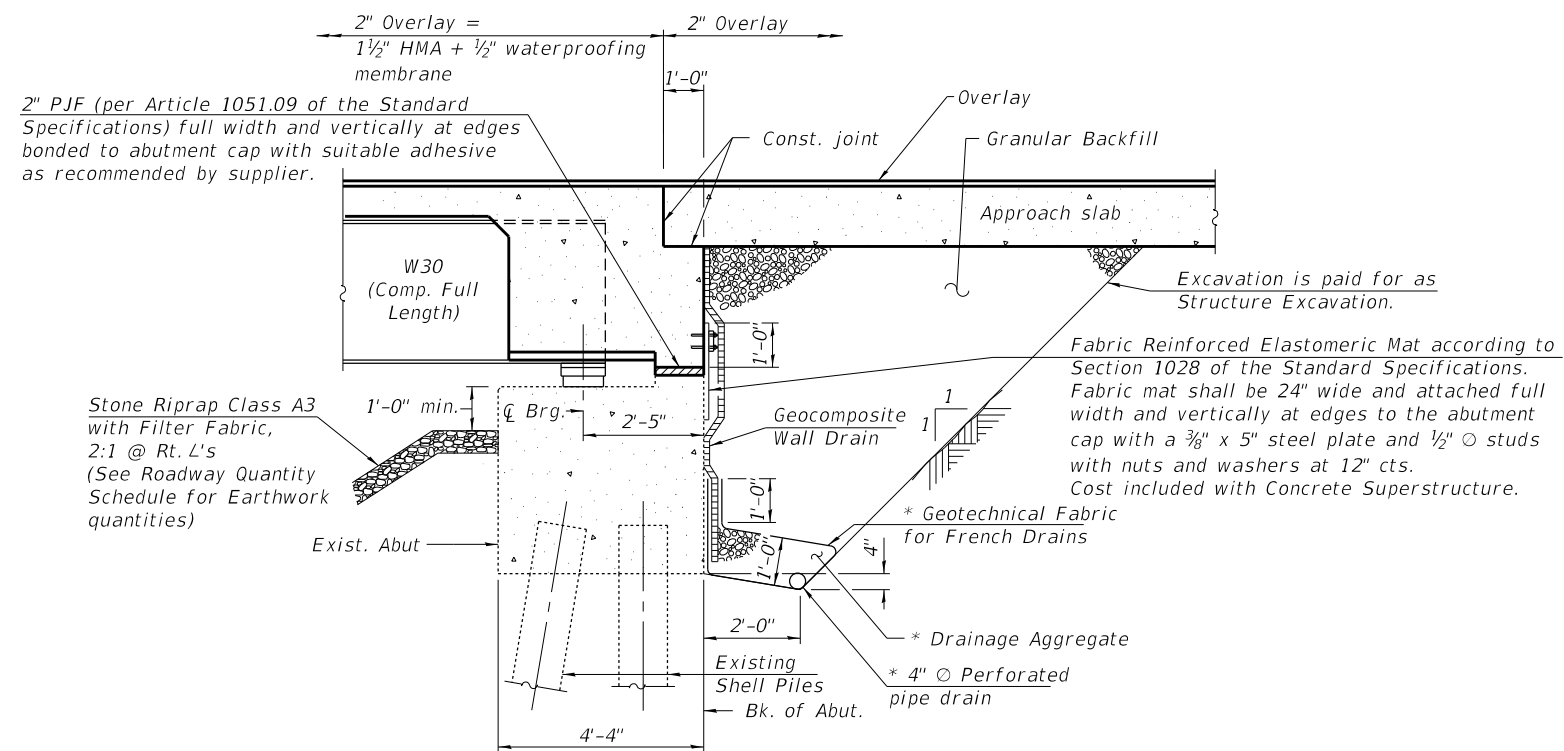 2" Overlay =
1½" HMA + ½" waterproofing
membrane
2" Overlay
1'-0"
2" PJF (per Article 1051.09 of the Standard
Specifications) full width and vertically at edges
bonded to abutment cap with suitable adhesive
as recommended by supplier.
Overlay
Const. joint
Granular Backfill
Approach slab
W30
(Comp. Full
Length)
Excavation is paid for as
Structure Excavation.
1'-0"
Fabric Reinforced Elastomeric Mat according to
Section 1028 of the Standard Specifications.
Fabric mat shall be 24" wide and attached full
width and vertically at edges to the abutment
cap with a ⅜" x 5" steel plate and ½" ∅ studs
with nuts and washers at 12" cts.
Cost included with Concrete Superstructure.
1
1
Stone Riprap Class A3
with Filter Fabric,
2:1 @ Rt. ∠'s
(See Roadway Quantity
Schedule for Earthwork
quantities)
1'-0" min.
℄ Brg.
2'-5"
Geocomposite
Wall Drain
1'-0"
* Geotechnical Fabric
for French Drains
Exist. Abut
1'-0"
4"
2'-0"
* Drainage Aggregate
Existing
Shell Piles
* 4" ∅ Perforated
pipe drain
Bk. of Abut.
4'-4"